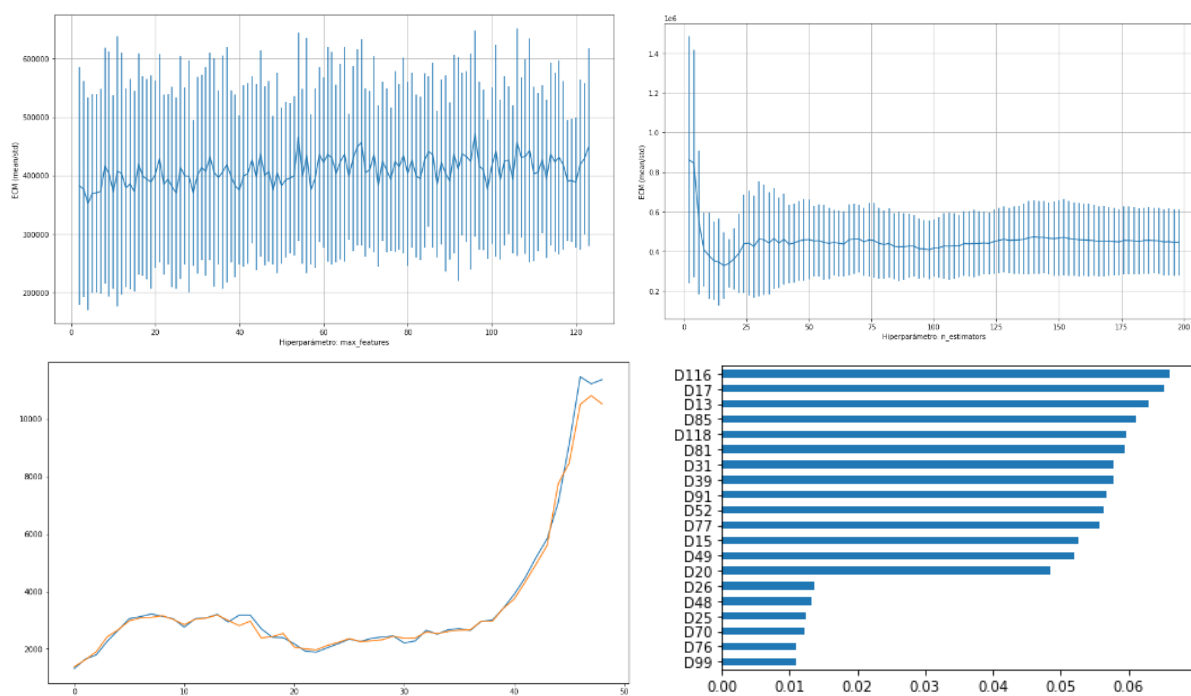 600000
500000
400000
300000
200000
ECM (mean/std)
0 20 40 60 80 100 120
Hiperparámetro: max_features
1e6
1.4
1.2
1.0
0.8
0.6
0.4
0.2
ECM (mean/std)
0 25 50 75 100 125 150 175 200
Hiperparámetro: n_estimators
10000
8000
6000
4000
2000
0 10 20 30 40 50
D116
D17
D13
D85
D118
D81
D31
D39
D91
D52
D77
D15
D49
D20
D26
D48
D25
D70
D76
D99
0.00 0.01 0.02 0.03 0.04 0.05 0.06